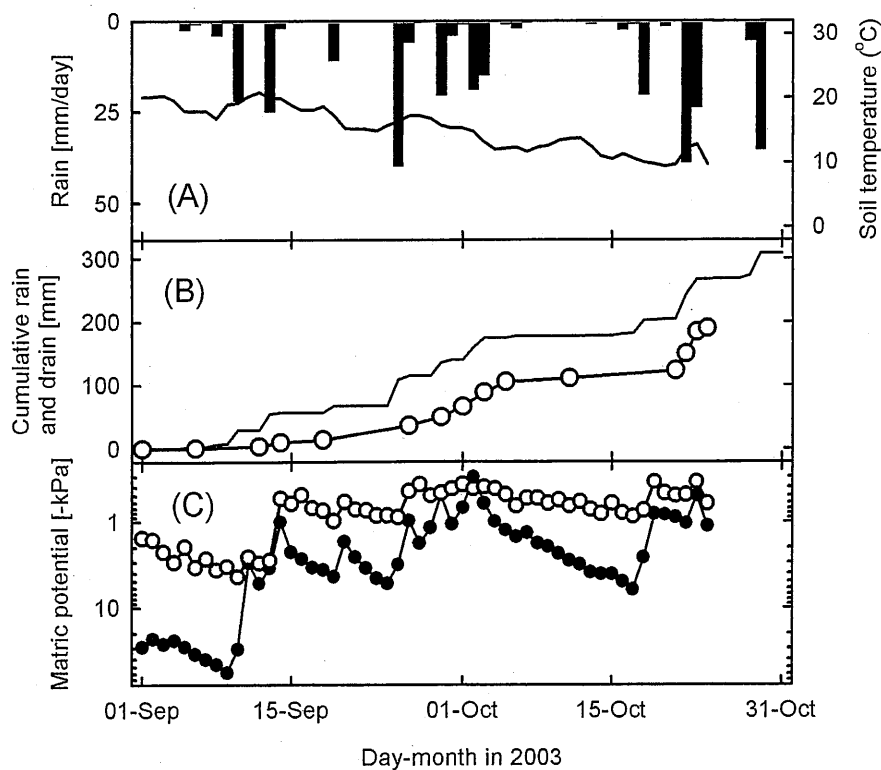 0
25
50
Rain [mm/day]
(A)
30
20
10
0
Soil temperature (°C)
300
200
100
0
Cumulative rain
and drain [mm]
(B)
1
10
Matric potential [-kPa]
(C)
01-Sep 15-Sep 01-Oct 15-Oct 31-Oct
Day-month in 2003